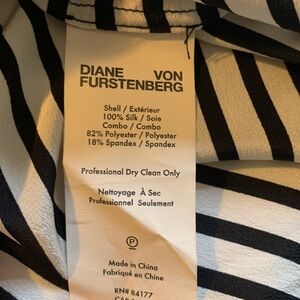 DIANE VON
FURSTENBERG
Shell / Extérieur
100% Silk / Soie
Combo / Combo
82% Polyester / Polyester
18% Spandex / Spandex
Professional Dry Clean Only
Nettoyage À Sec
Professionnel Seulement
P
Made in China
Fabriqué en Chine
RN# 84177